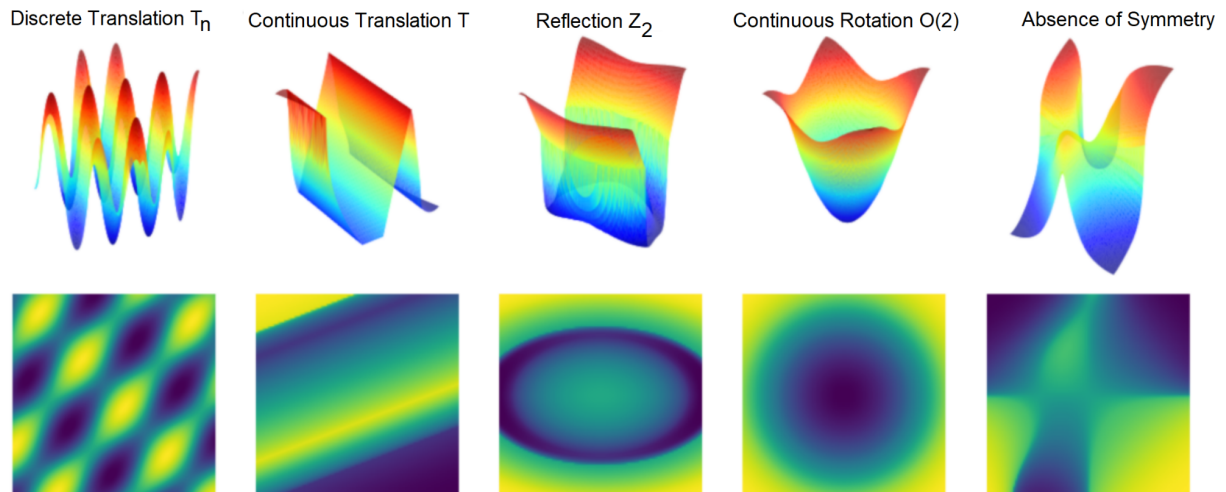 Discrete Translation Tn
Continuous Translation T
Reflection Z2
Continuous Rotation O(2)
Absence of Symmetry